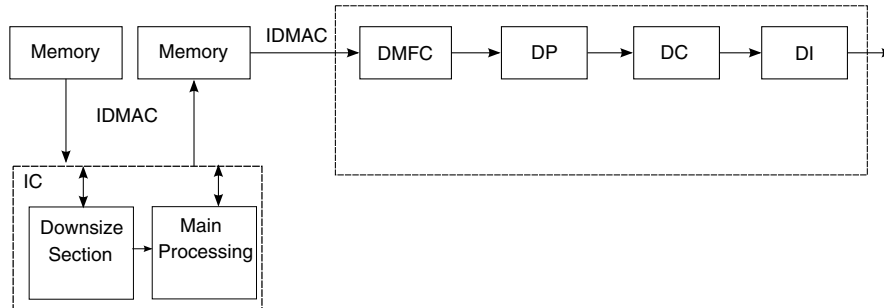 IDMAC
Memory
Memory
DMFC
DP
DC
DI
IDMAC
IC
Downsize
Section
Main
Processing